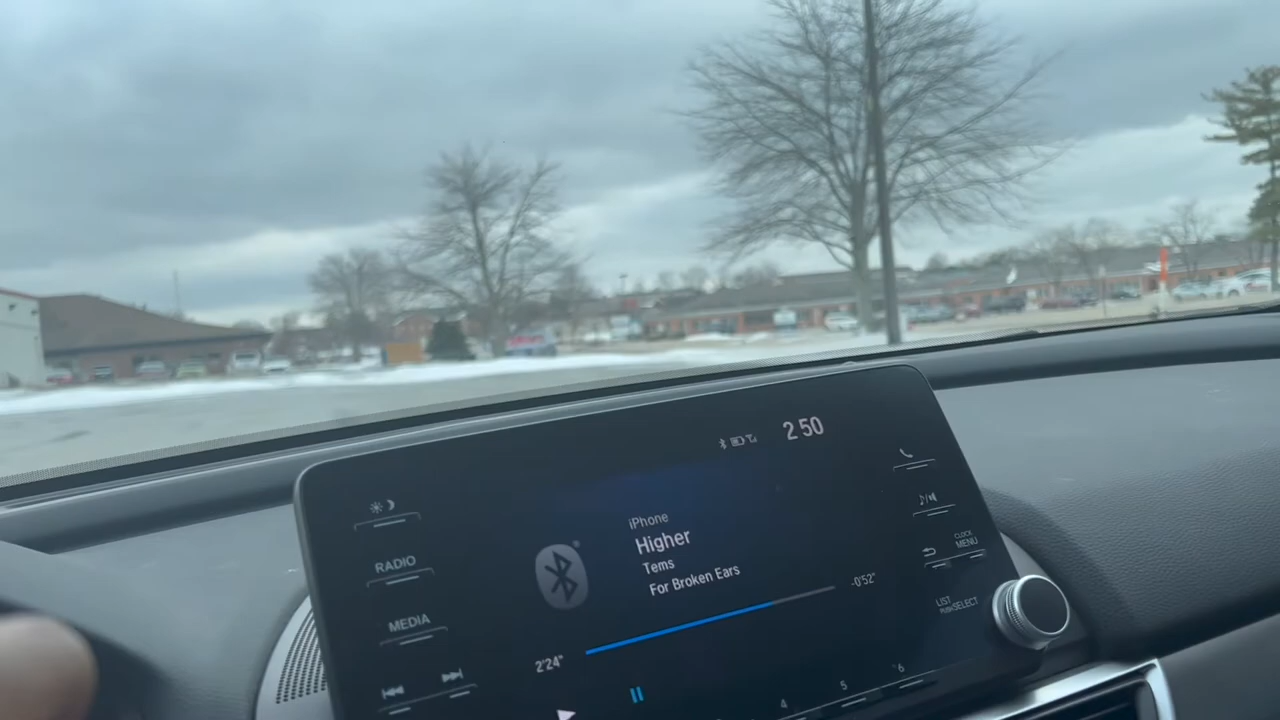 2 50
iPhone
Higher
Tems
For Broken Ears
2'24"
-0'52"
RADIO
MEDIA
CLOCK
MENU
LIST
PUSH SELECT
4
5
6